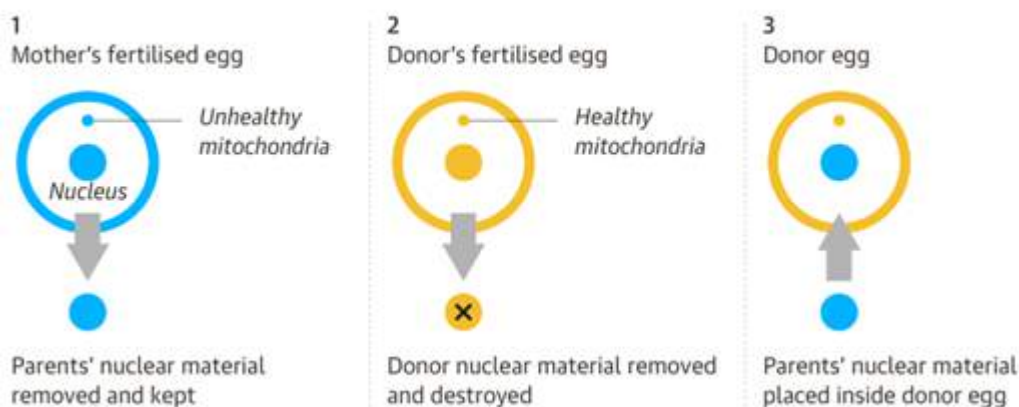 1
Mother's fertilised egg
Unhealthy
mitochondria
Nucleus
Parents' nuclear material
removed and kept
2
Donor's fertilised egg
Healthy
mitochondria
Donor nuclear material removed
and destroyed
3
Donor egg
Parents' nuclear material
placed inside donor egg